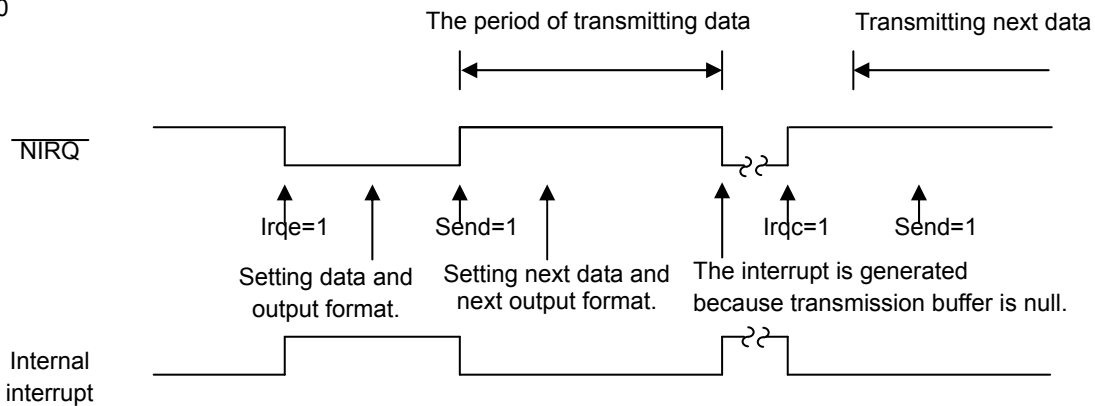 0
The period of transmitting data
Transmitting next data
NIRQ
Irqe=1
Send=1
Irqc=1
Send=1
Setting data and
output format.
Setting next data and
next output format.
The interrupt is generated
because transmission buffer is null.
Internal
interrupt